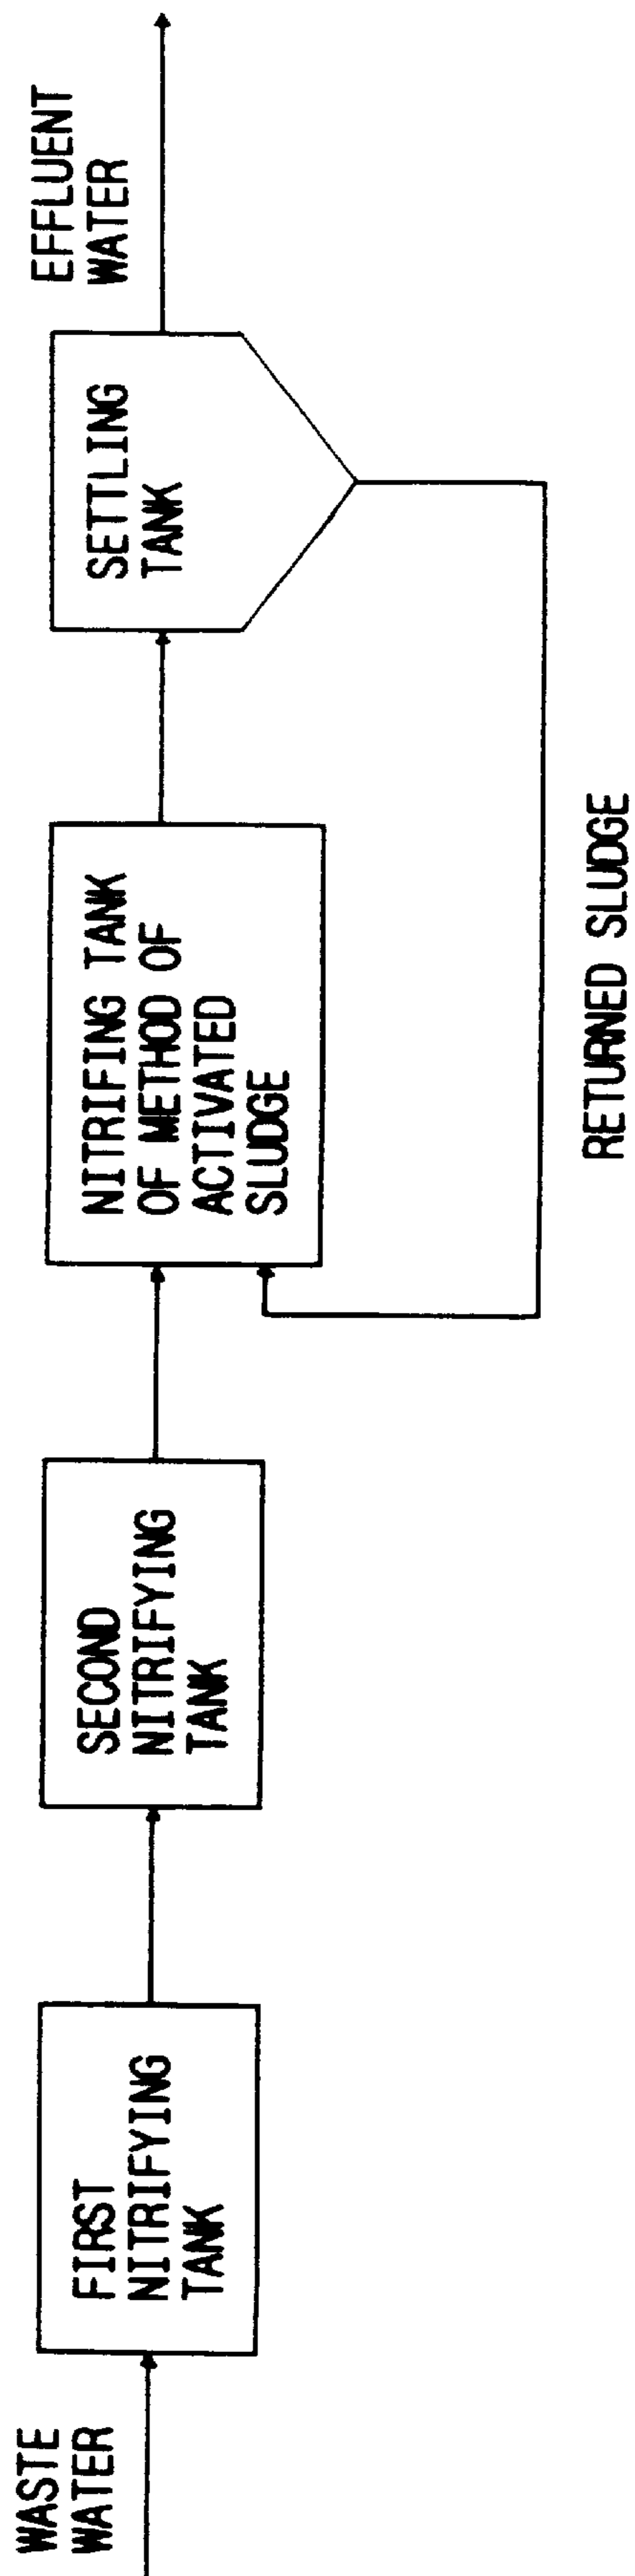 WASTE
WATER
FIRST
NITRIFYING
TANK
SECOND
NITRIFYING
TANK
NITRIFING TANK
OF METHOD OF
ACTIVATED
SLUDGE
SETTLING
TANK
EFFLUENT
WATER
RETURNED SLUDGE